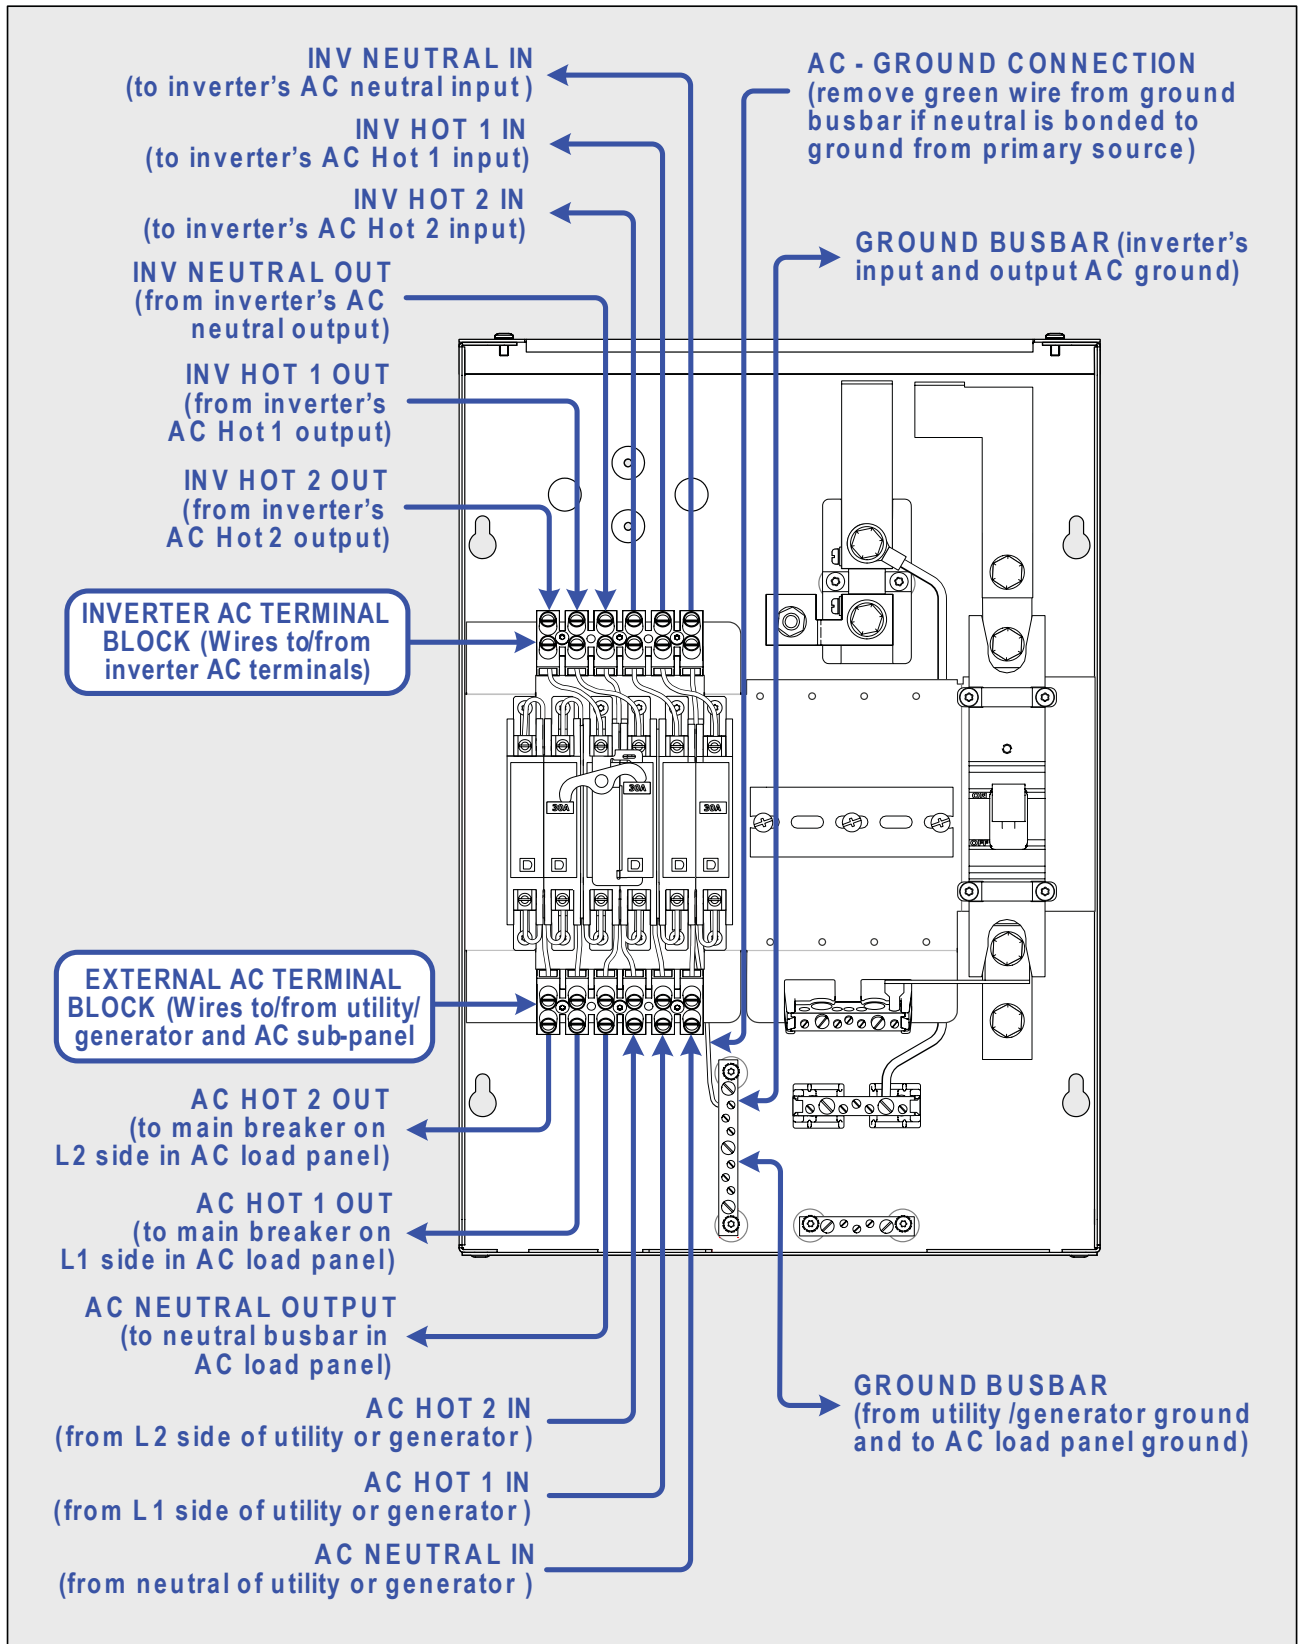 INV NEUTRAL IN
(to inverter's AC neutral input)
INV HOT 1 IN
(to inverter's AC Hot 1 input)
INV HOT 2 IN
(to inverter's AC Hot 2 input)
INV NEUTRAL OUT
(from inverter's AC
neutral output)
INV HOT 1 OUT
(from inverter's
AC Hot 1 output)
INV HOT 2 OUT
(from inverter's
AC Hot 2 output)
INVERTER AC TERMINAL
BLOCK (Wires to/from
inverter AC terminals)
AC - GROUND CONNECTION
(remove green wire from ground
busbar if neutral is bonded to
ground from primary source)
GROUND BUSBAR (inverter's
input and output AC ground)
30A
30A
30A
ON
OFF
EXTERNAL AC TERMINAL
BLOCK (Wires to/from utility/
generator and AC sub-panel
AC HOT 2 OUT
(to main breaker on
L2 side in AC load panel)
AC HOT 1 OUT
(to main breaker on
L1 side in AC load panel)
AC NEUTRAL OUTPUT
(to neutral busbar in
AC load panel)
AC HOT 2 IN
(from L2 side of utility or generator)
AC HOT 1 IN
(from L1 side of utility or generator)
AC NEUTRAL IN
(from neutral of utility or generator)
GROUND BUSBAR
(from utility /generator ground
and to AC load panel ground)